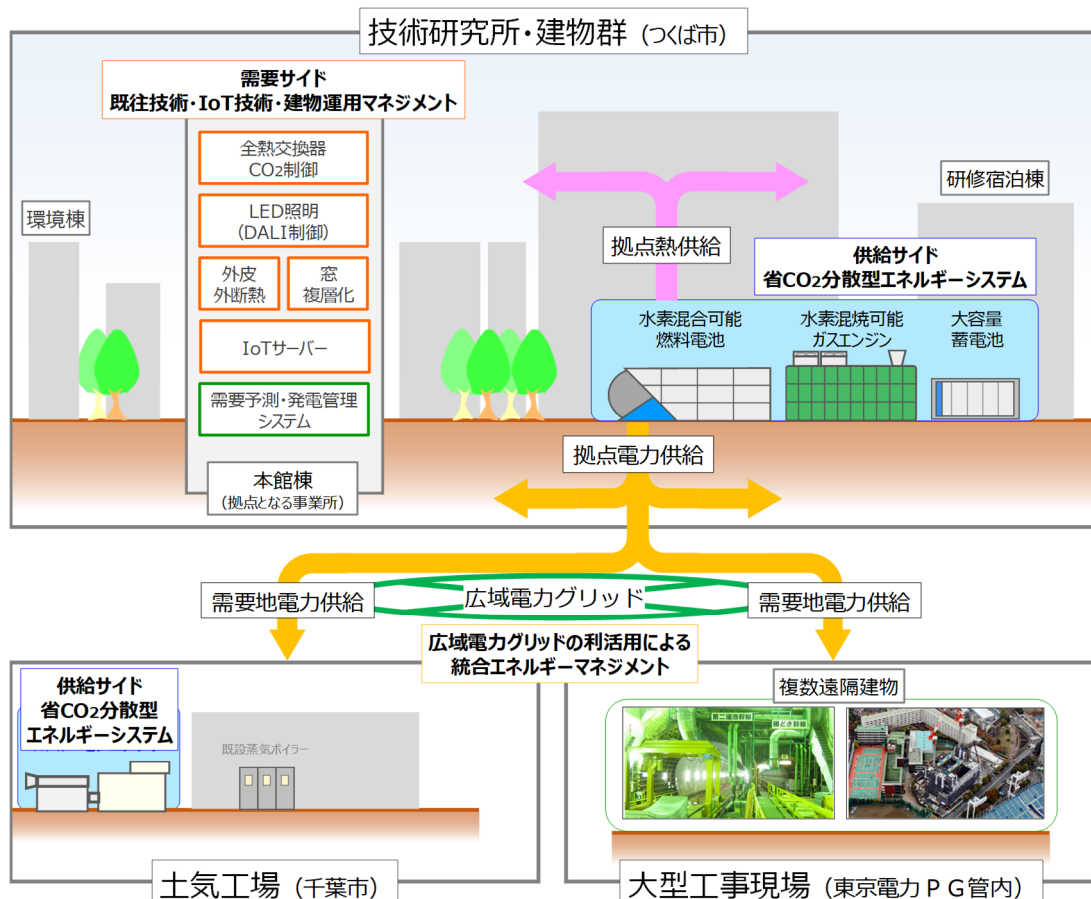 技術研究所・建物群（つくば市）
需要サイド
既往技術・IoT技術・建物運用マネジメント
全熱交換器
CO2制御
LED照明
（DALI制御）
外皮
外断熱
窓
複層化
IoTサーバー
需要予測・発電管理
システム
本館棟
（拠点となる事業所）
環境棟
研修宿泊棟
拠点熱供給
供給サイド
省CO2分散型エネルギーシステム
水素混合可能
燃料電池
水素混焼可能
ガスエンジン
大容量
蓄電池
拠点電力供給
需要地電力供給
広域電力グリッド
需要地電力供給
広域電力グリッドの利活用による
統合エネルギーマネジメント
供給サイド
省CO2分散型
エネルギーシステム
既設蒸気ボイラー
土気工場（千葉市）
複数遠隔建物
第二溜池幹線
勝どき幹線
大型工事現場（東京電力ＰＧ管内）